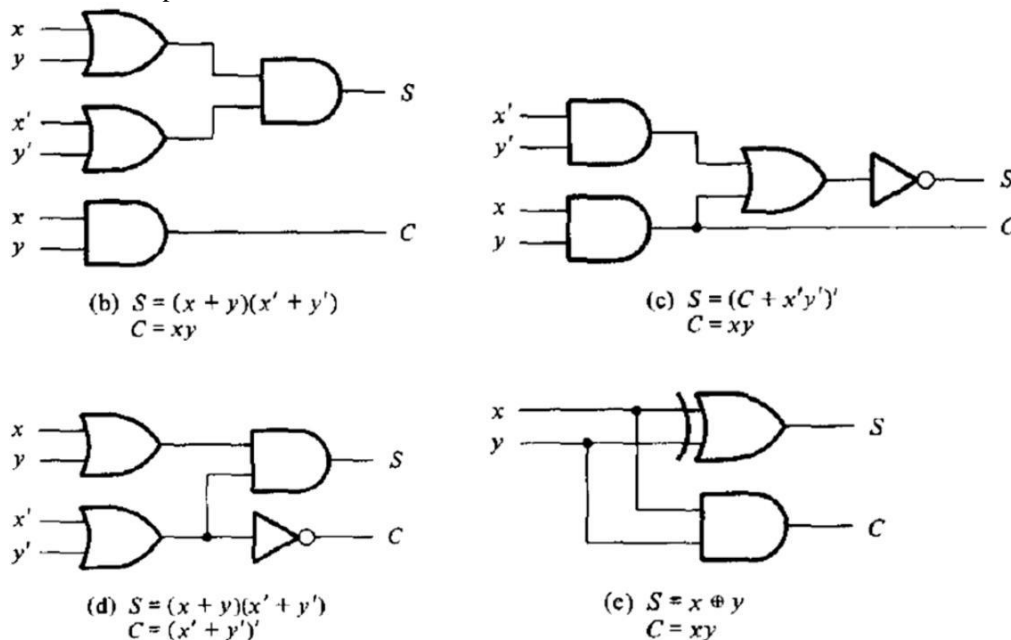 x
y
S
x'
y'
x
y
C
(b) S = (x + y)(x' + y')
C = xy
x'
y'
S
x
y
C
(c) S = (C + x'y')'
C = xy
x
y
S
x'
y'
C
(d) S = (x + y)(x' + y')
C = (x' + y')'
x
y
S
C
(e) S = x ⊕ y
C = xy